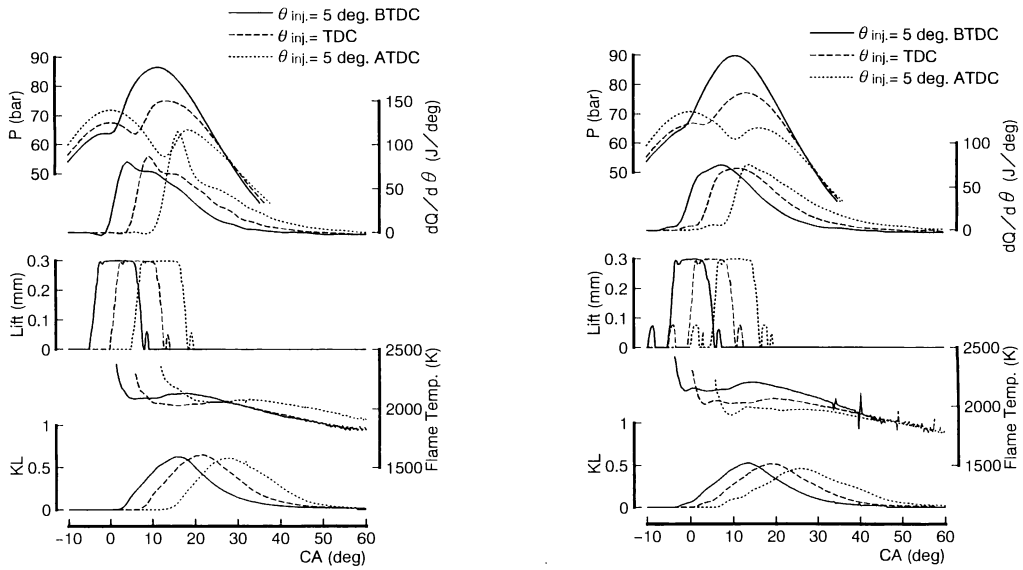 θ inj.= 5 deg. BTDC
θ inj.= TDC
θ inj.= 5 deg. ATDC
P (bar)
90
80
70
60
50
dQ/d θ (J/deg)
150
100
50
0
Lift (mm)
0.3
0.2
0.1
0
Flame Temp. (K)
2500
2000
1500
KL
1
0.5
0
-10 0 10 20 30 40 50 60
CA (deg)
θ inj.= 5 deg. BTDC
θ inj.= TDC
θ inj.= 5 deg. ATDC
P (bar)
90
80
70
60
50
dQ/d θ (J/deg)
100
50
0
Lift (mm)
0.3
0.2
0.1
0
Flame Temp. (K)
2500
2000
1500
KL
1
0.5
0
-10 0 10 20 30 40 50 60
CA (deg)